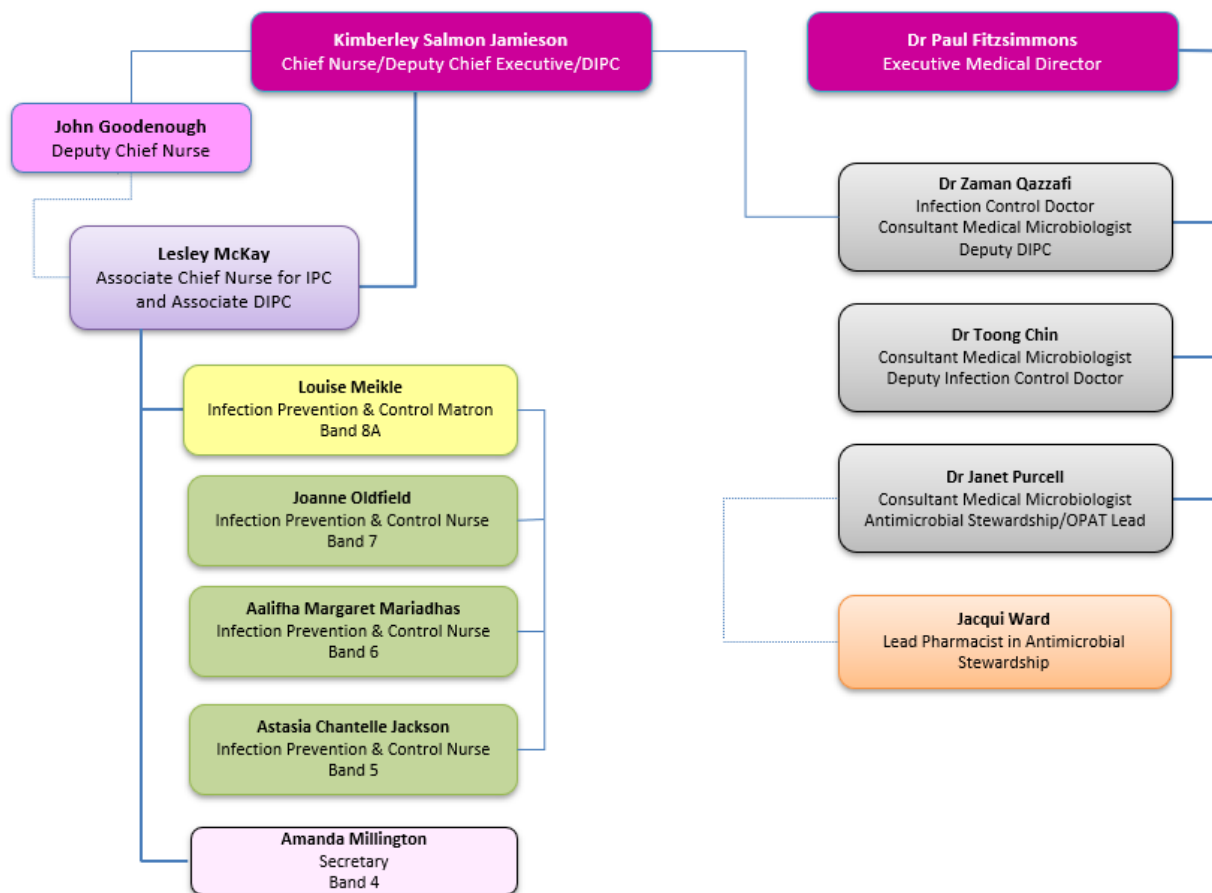 Kimberley Salmon Jamieson
Chief Nurse/Deputy Chief Executive/DIPC
Dr Paul Fitzsimmons
Executive Medical Director
John Goodenough
Deputy Chief Nurse
Dr Zaman Qazzafi
Infection Control Doctor
Consultant Medical Microbiologist
Deputy DIPC
Lesley McKay
Associate Chief Nurse for IPC
and Associate DIPC
Dr Toong Chin
Consultant Medical Microbiologist
Deputy Infection Control Doctor
Louise Meikle
Infection Prevention & Control Matron
Band 8A
Dr Janet Purcell
Consultant Medical Microbiologist
Antimicrobial Stewardship/OPAT Lead
Joanne Oldfield
Infection Prevention & Control Nurse
Band 7
Aalifha Margaret Mariadhas
Infection Prevention & Control Nurse
Band 6
Jacqui Ward
Lead Pharmacist in Antimicrobial
Stewardship
Astasia Chantelle Jackson
Infection Prevention & Control Nurse
Band 5
Amanda Millington
Secretary
Band 4